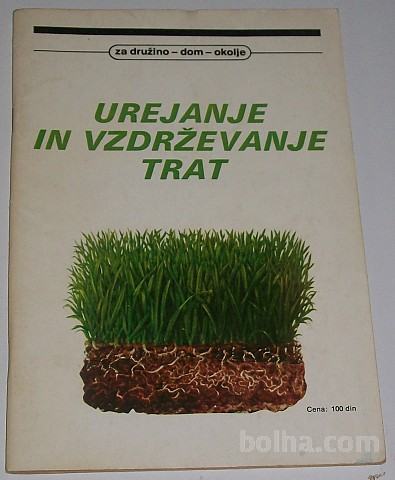 za družino – dom – okolje
UREJANJE
IN VZDRŽEVANJE
TRAT
Cena: 100 din
bolha.com